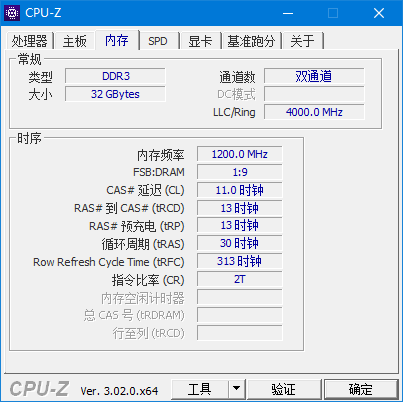 CPU-Z
处理器 主板 内存 SPD 显卡 基准跑分 关于
常规
类型 DDR3 通道数 双通道
大小 32 GBytes DC模式
LLC/Ring 4000.0 MHz
时序
内存频率 1200.0 MHz
FSB:DRAM 1:9
CAS# 延迟 (CL) 11.0 时钟
RAS# 到 CAS# (tRCD) 13 时钟
RAS# 预充电 (tRP) 13 时钟
循环周期 (tRAS) 30 时钟
Row Refresh Cycle Time (tRFC) 313 时钟
指令比率 (CR) 2T
内存空闲计时器
总 CAS 号 (tRDRAM)
行至列 (tRCD)
CPU-Z Ver. 3.02.0.x64 工具 验证 确定